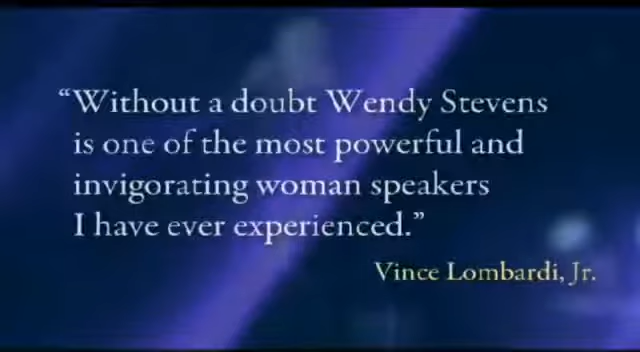 “Without a doubt Wendy Stevens
is one of the most powerful and
invigorating woman speakers
I have ever experienced.”
Vince Lombardi, Jr.